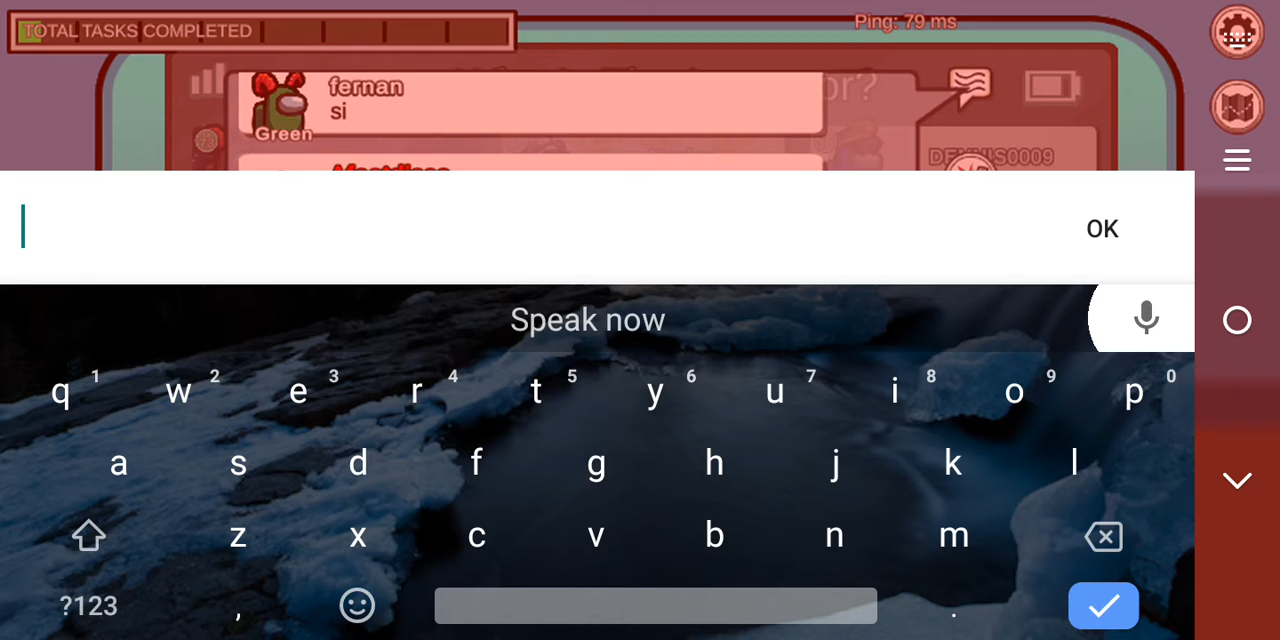 TOTAL TASKS COMPLETED
Ping: 79 ms
or?
fernan
si
Green
DENNIS0009
OK
Speak now
q 1 w 2 e 3 r 4 t 5 y 6 u 7 i 8 o 9 p 0
a s d f g h j k l
z x c v b n m
?123 , .